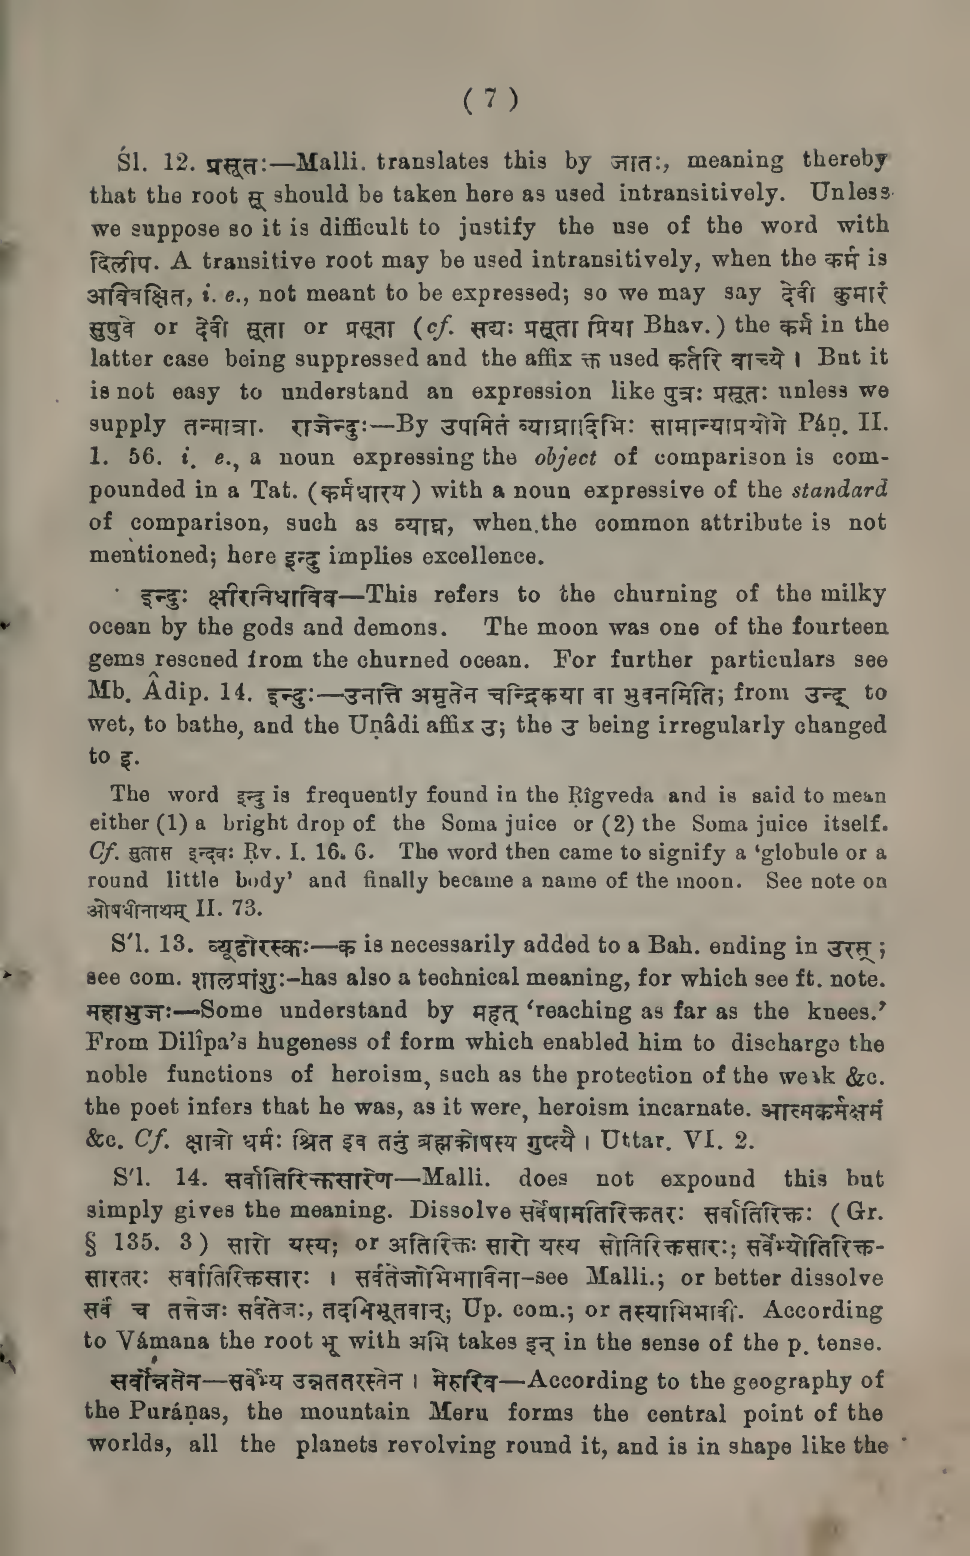 ( 7 )
Śl. 12. प्रसूतः—Malli. translates this by जातः, meaning thereby
that the root सू should be taken here as used intransitively. Unless
we suppose so it is difficult to justify the use of the word with
दिलीप. A transitive root may be used intransitively, when the कर्म is
अविवक्षित, i. e., not meant to be expressed; so we may say देवी कुमारं
सुषुवे or देवी सूता or प्रसूता (cf. सद्यः प्रसूता प्रिया Bhav.) the कर्म in the
latter case being suppressed and the affix क्त used कर्तरि वाच्ये । But it
is not easy to understand an expression like पुत्रः प्रसूतः unless we
supply तन्मात्रा. राजेन्दुः—By उपमितं व्याघ्रादिभिः सामान्याप्रयोगे Páṇ. II.
1. 56. i. e., a noun expressing the object of comparison is com-
pounded in a Tat. (कर्मधारय) with a noun expressive of the standard
of comparison, such as व्याघ्र, when the common attribute is not
mentioned; here इन्दु implies excellence.
इन्दुः क्षीरनिधाविव—This refers to the churning of the milky
ocean by the gods and demons. The moon was one of the fourteen
gems rescued from the churned ocean. For further particulars see
Mb. Âdip. 14. इन्दुः—उनत्ति अमृतेन चन्द्रिकया वा भुवनमिति; from उन्द् to
wet, to bathe, and the Uṇâdi affix उ; the उ being irregularly changed
to इ.
The word इन्दु is frequently found in the Ṛîgveda and is said to mean
either (1) a bright drop of the Soma juice or (2) the Soma juice itself.
Cf. सुतास इन्दवः Ṛv. I. 16. 6. The word then came to signify a ‘globule or a
round little body’ and finally became a name of the moon. See note on
ओषधीनाथम् II. 73.
S'l. 13. व्यूढोरस्कः—क is necessarily added to a Bah. ending in उरस् ;
see com. शालप्रांशुः-has also a technical meaning, for which see ft. note.
महाभुजः—Some understand by महत् ‘reaching as far as the knees.’
From Dilîpa's hugeness of form which enabled him to discharge the
noble functions of heroism, such as the protection of the weak &c.
the poet infers that he was, as it were, heroism incarnate. आत्मकर्मक्षमं
&c. Cf. क्षात्रो धर्मः श्रित इव तनुं ब्रह्मकोषस्य गुप्त्यै । Uttar. VI. 2.
S'l. 14. सर्वातिरिक्तसारेण—Malli. does not expound this but
simply gives the meaning. Dissolve सर्वेषामतिरिक्ततरः सर्वातिरिक्तः ( Gr.
§ 135. 3) सारो यस्य; or अतिरिक्तः सारो यस्य सोतिरिक्तसारः; सर्वेभ्योतिरिक्त-
सारतरः सर्वातिरिक्तसारः । सर्वतेजोभिभाविना-see Malli.; or better dissolve
सर्वं च तत्तेजः सर्वतेजः, तदभिभूतवान्; Up. com.; or तस्याभिभावी. According
to Vámana the root भू with अभि takes इन् in the sense of the p. tense.
सर्वोन्नतेन—सर्वेभ्य उन्नततरस्तेन । मेरुरिव—According to the geography of
the Puráṇas, the mountain Meru forms the central point of the
worlds, all the planets revolving round it, and is in shape like the